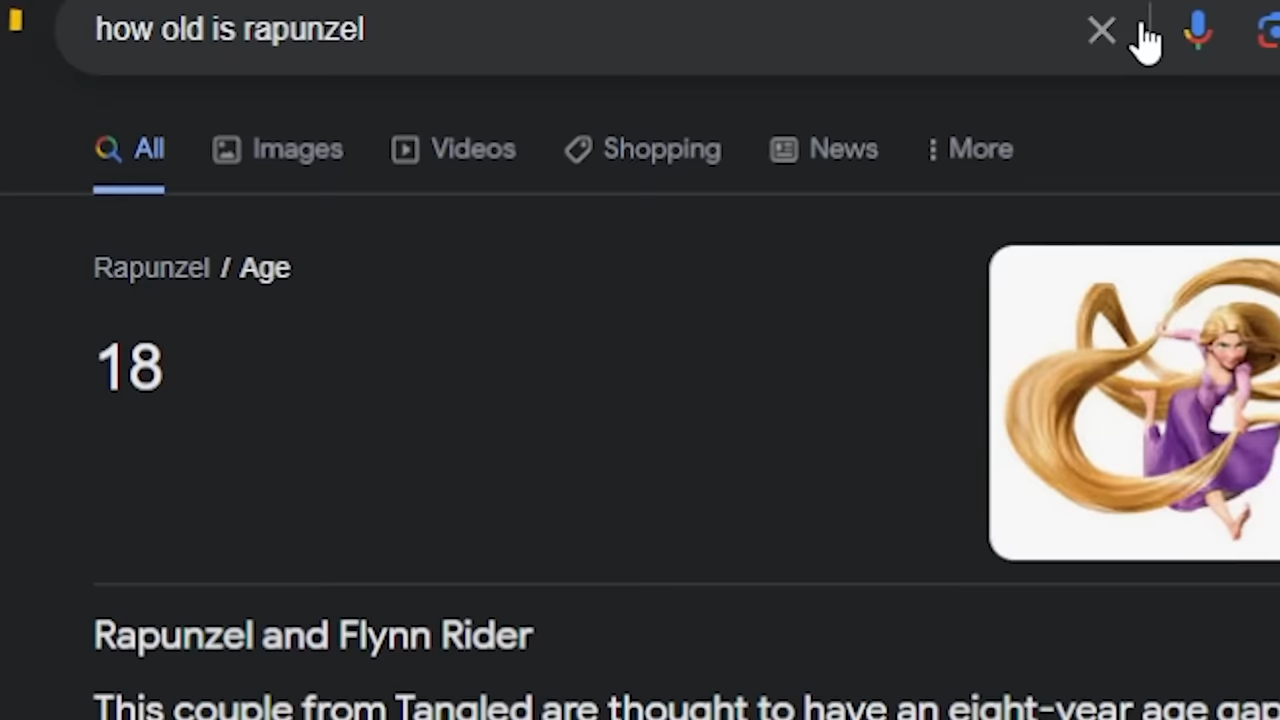 how old is rapunzel
All Images Videos Shopping News More
Rapunzel / Age
18
Rapunzel and Flynn Rider
This couple from Tangled are thought to have an eight-year age gap